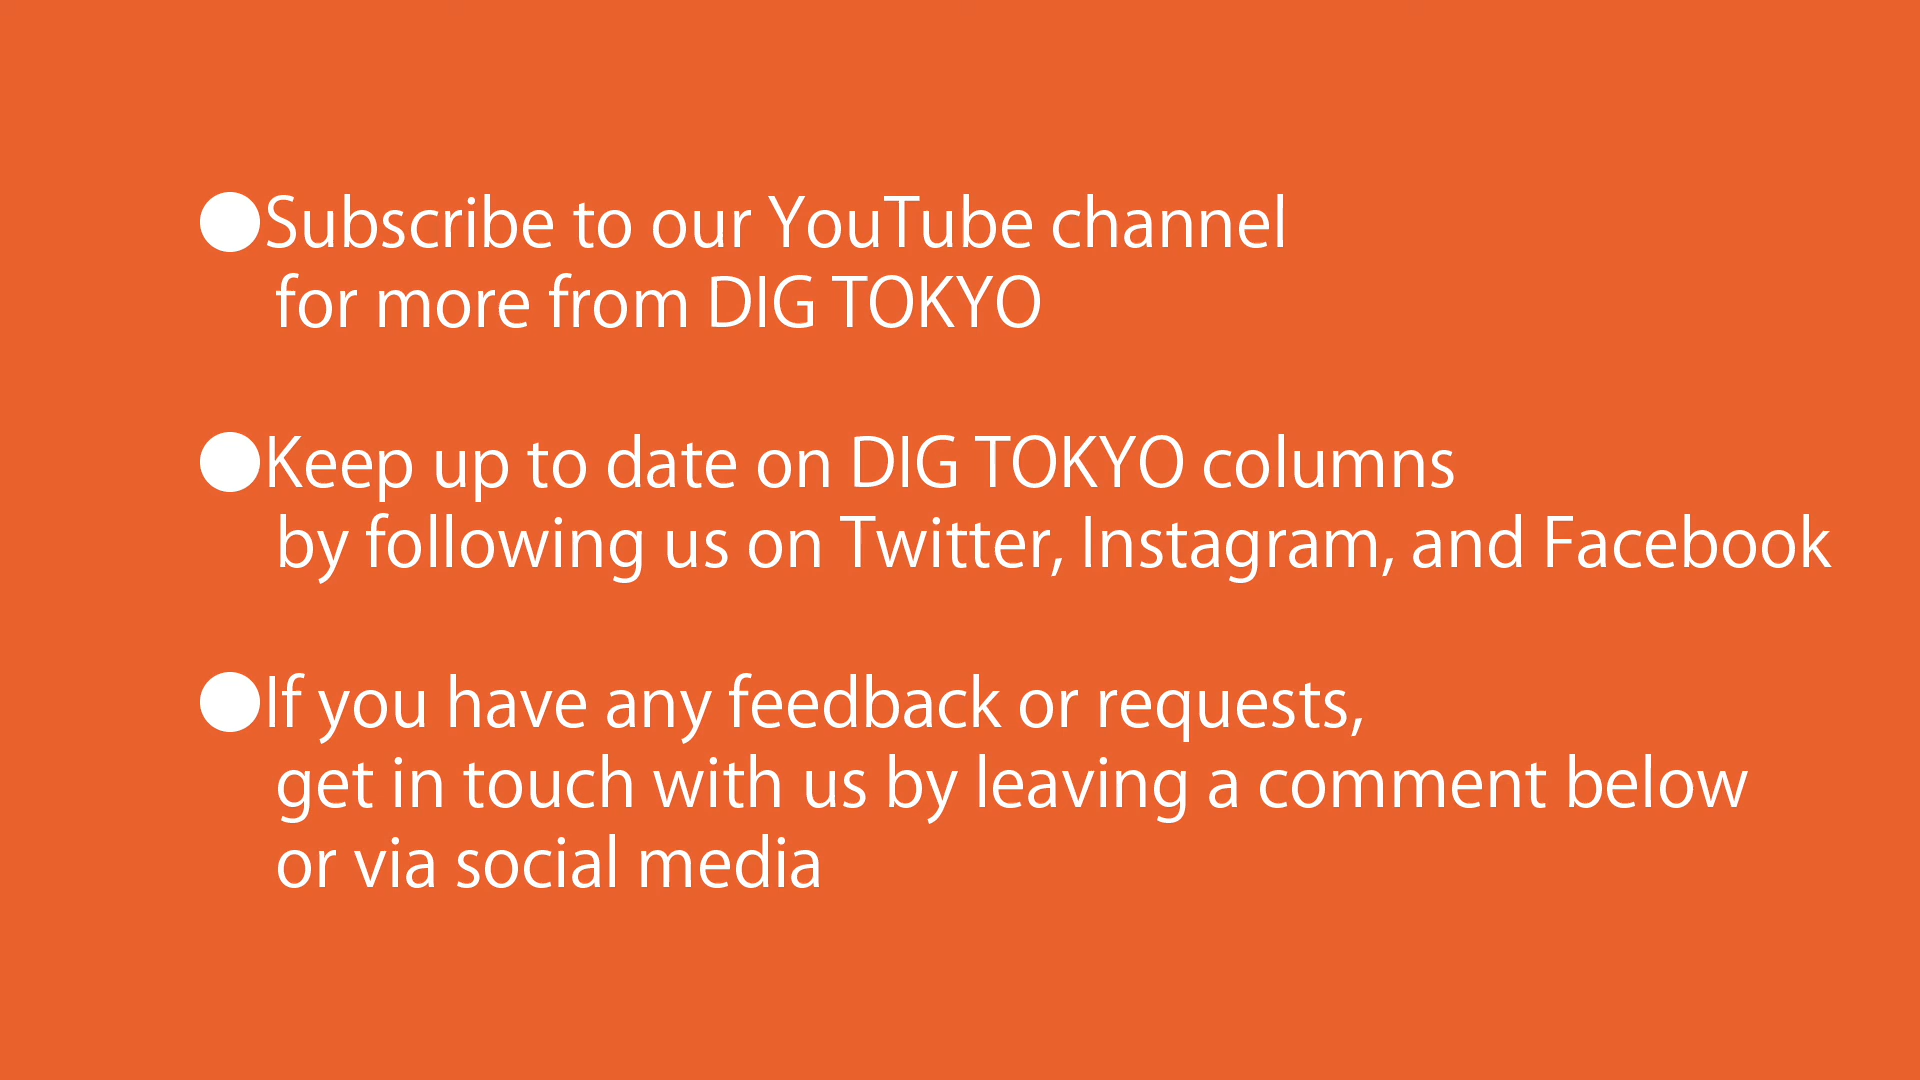 ●Subscribe to our YouTube channel
for more from DIG TOKYO
●Keep up to date on DIG TOKYO columns
by following us on Twitter, Instagram, and Facebook
●If you have any feedback or requests,
get in touch with us by leaving a comment below
or via social media